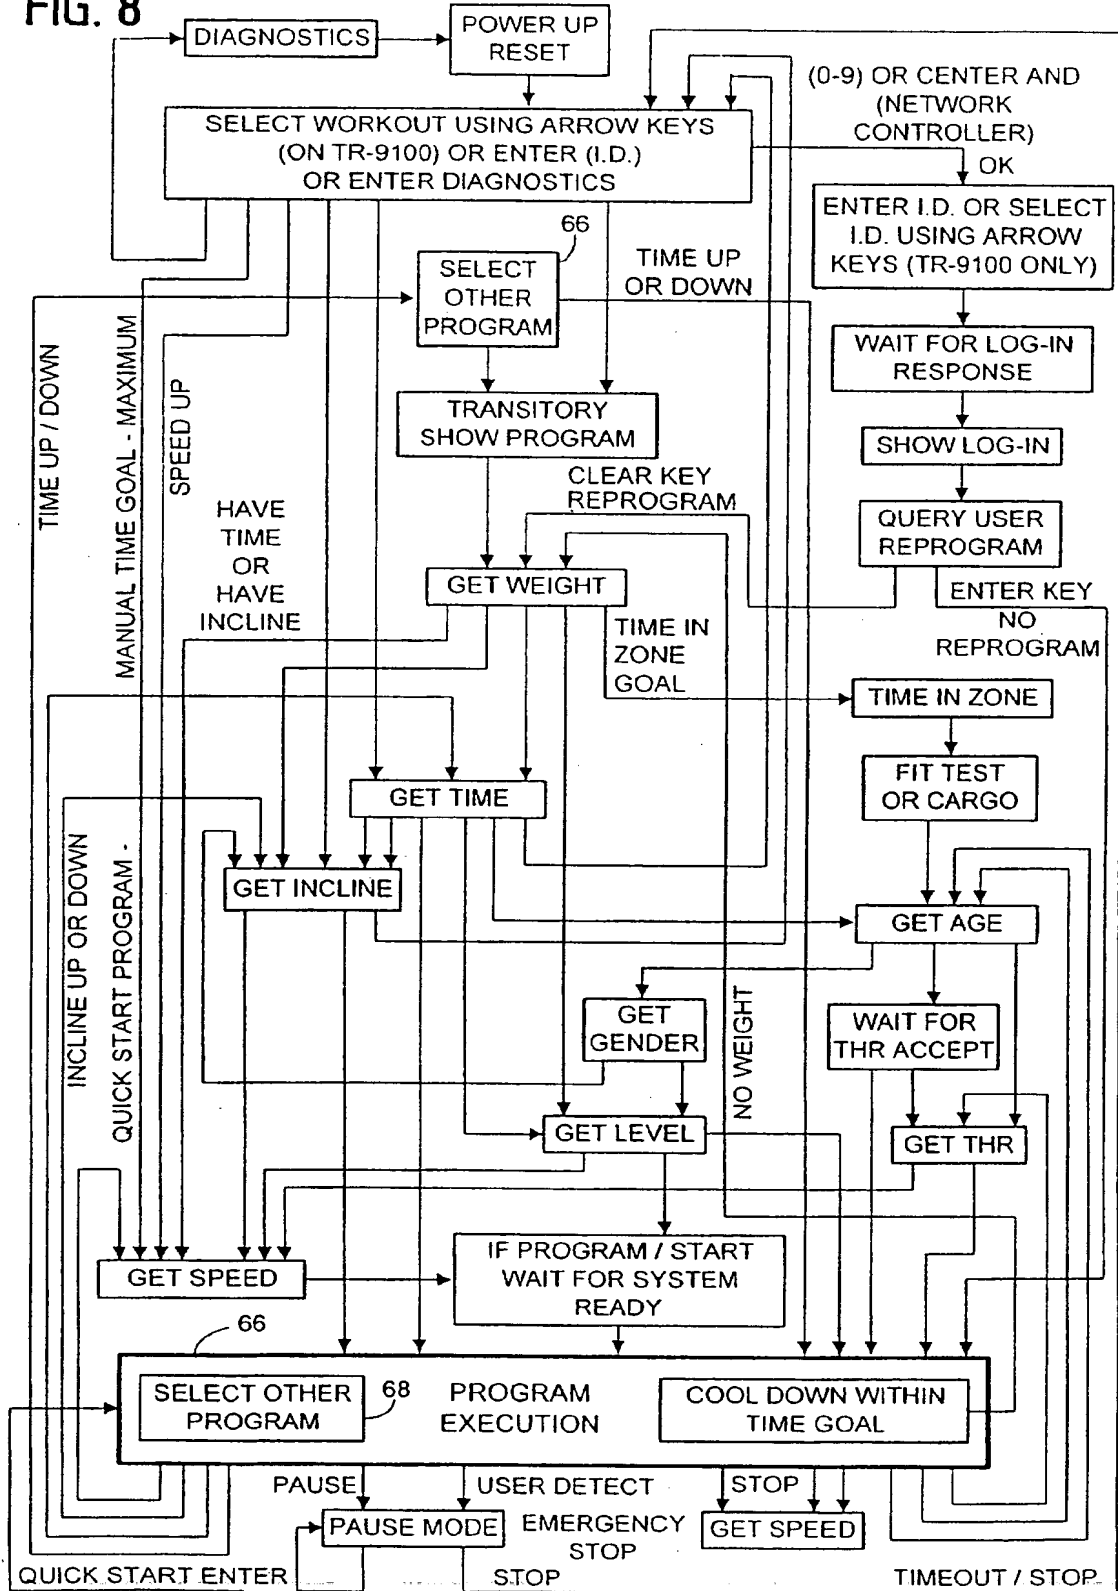 FIG. 8
DIAGNOSTICS
POWER UP
RESET
(0-9) OR CENTER AND
(NETWORK
CONTROLLER)
OK
SELECT WORKOUT USING ARROW KEYS
(ON TR-9100) OR ENTER (I.D.)
OR ENTER DIAGNOSTICS
ENTER I.D. OR SELECT
I.D. USING ARROW
KEYS (TR-9100 ONLY)
66
SELECT
OTHER
PROGRAM
TIME UP
OR DOWN
WAIT FOR LOG-IN
RESPONSE
TRANSITORY
SHOW PROGRAM
SHOW LOG-IN
CLEAR KEY
REPROGRAM
QUERY USER
REPROGRAM
TIME UP / DOWN
MANUAL TIME GOAL - MAXIMUM
SPEED UP
HAVE
TIME
OR
HAVE
INCLINE
GET WEIGHT
ENTER KEY
NO
REPROGRAM
TIME IN
ZONE
GOAL
TIME IN ZONE
FIT TEST
OR CARGO
GET TIME
GET INCLINE
GET AGE
INCLINE UP OR DOWN
QUICK START PROGRAM -
GET
GENDER
NO WEIGHT
WAIT FOR
THR ACCEPT
GET LEVEL
GET THR
GET SPEED
IF PROGRAM / START
WAIT FOR SYSTEM
READY
66
SELECT OTHER
PROGRAM
68
PROGRAM
EXECUTION
COOL DOWN WITHIN
TIME GOAL
PAUSE
USER DETECT
STOP
PAUSE MODE
EMERGENCY
STOP
GET SPEED
QUICK START ENTER
STOP
TIMEOUT / STOP